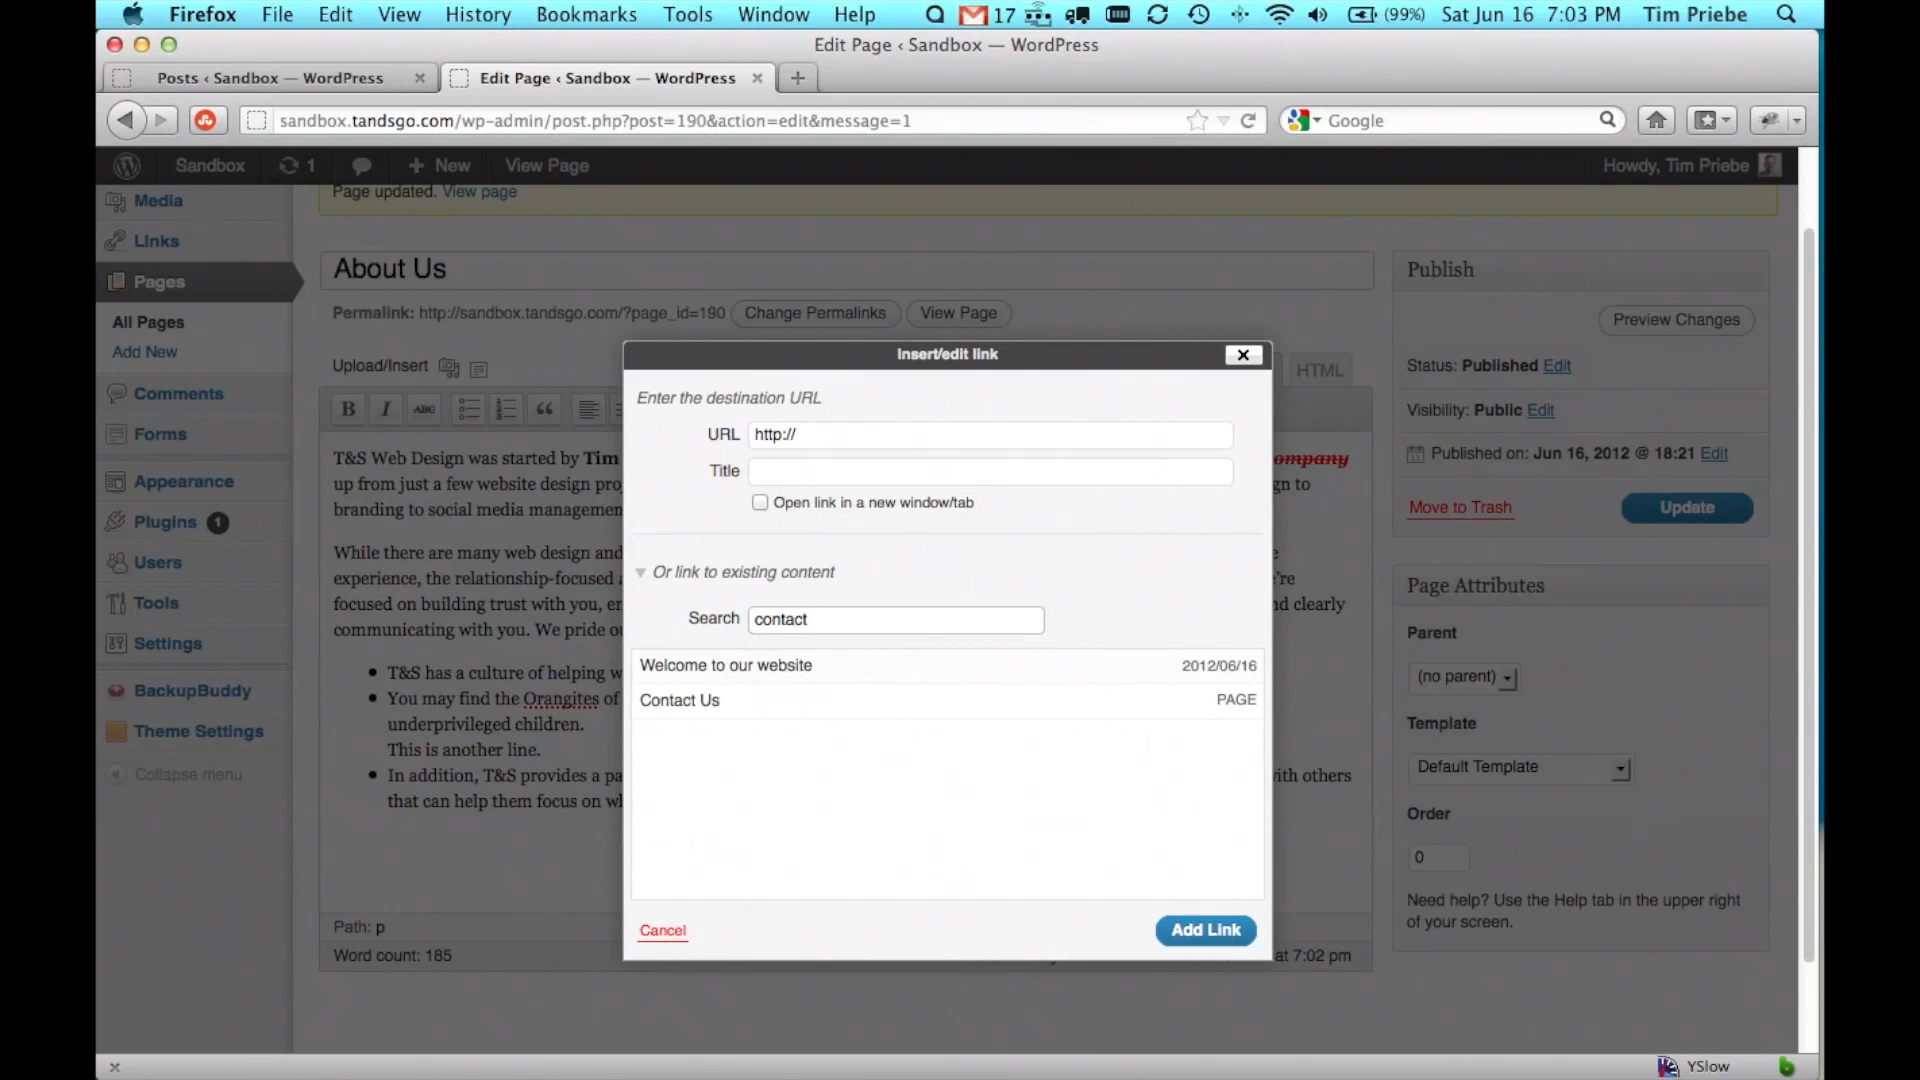 Firefox File Edit View History Bookmarks Tools Window Help 17 (99%) Sat Jun 16 7:03 PM Tim Priebe
Edit Page ‹ Sandbox — WordPress
Posts ‹ Sandbox — WordPress Edit Page ‹ Sandbox — WordPress
sandbox.tandsgo.com/wp-admin/post.php?post=190&action=edit&message=1 Google
Sandbox 1 New View Page Howdy, Tim Priebe
Page updated. View page
Media
Links
Pages
All Pages
Add New
Comments
Forms
Appearance
Plugins 1
Users
Tools
Settings
BackupBuddy
Theme Settings
Collapse menu
About Us
Permalink: http://sandbox.tandsgo.com/?page_id=190 Change Permalinks View Page
Upload/Insert HTML
B I ABC
T&S Web Design was started by Tim ompany
up from just a few website design pro gn to
branding to social media managemen
While there are many web design and e
experience, the relationship-focused a 're
focused on building trust with you, en nd clearly
communicating with you. We pride ou
T&S has a culture of helping w
You may find the Orangites of
underprivileged children.
This is another line.
In addition, T&S provides a pa ith others
that can help them focus on wh
Path: p
Word count: 185 at 7:02 pm
Insert/edit link
Enter the destination URL
URL http://
Title
Open link in a new window/tab
Or link to existing content
Search contact
Welcome to our website 2012/06/16
Contact Us PAGE
Cancel Add Link
Publish
Preview Changes
Status: Published Edit
Visibility: Public Edit
Published on: Jun 16, 2012 @ 18:21 Edit
Move to Trash Update
Page Attributes
Parent
(no parent)
Template
Default Template
Order
0
Need help? Use the Help tab in the upper right
of your screen.
YSlow